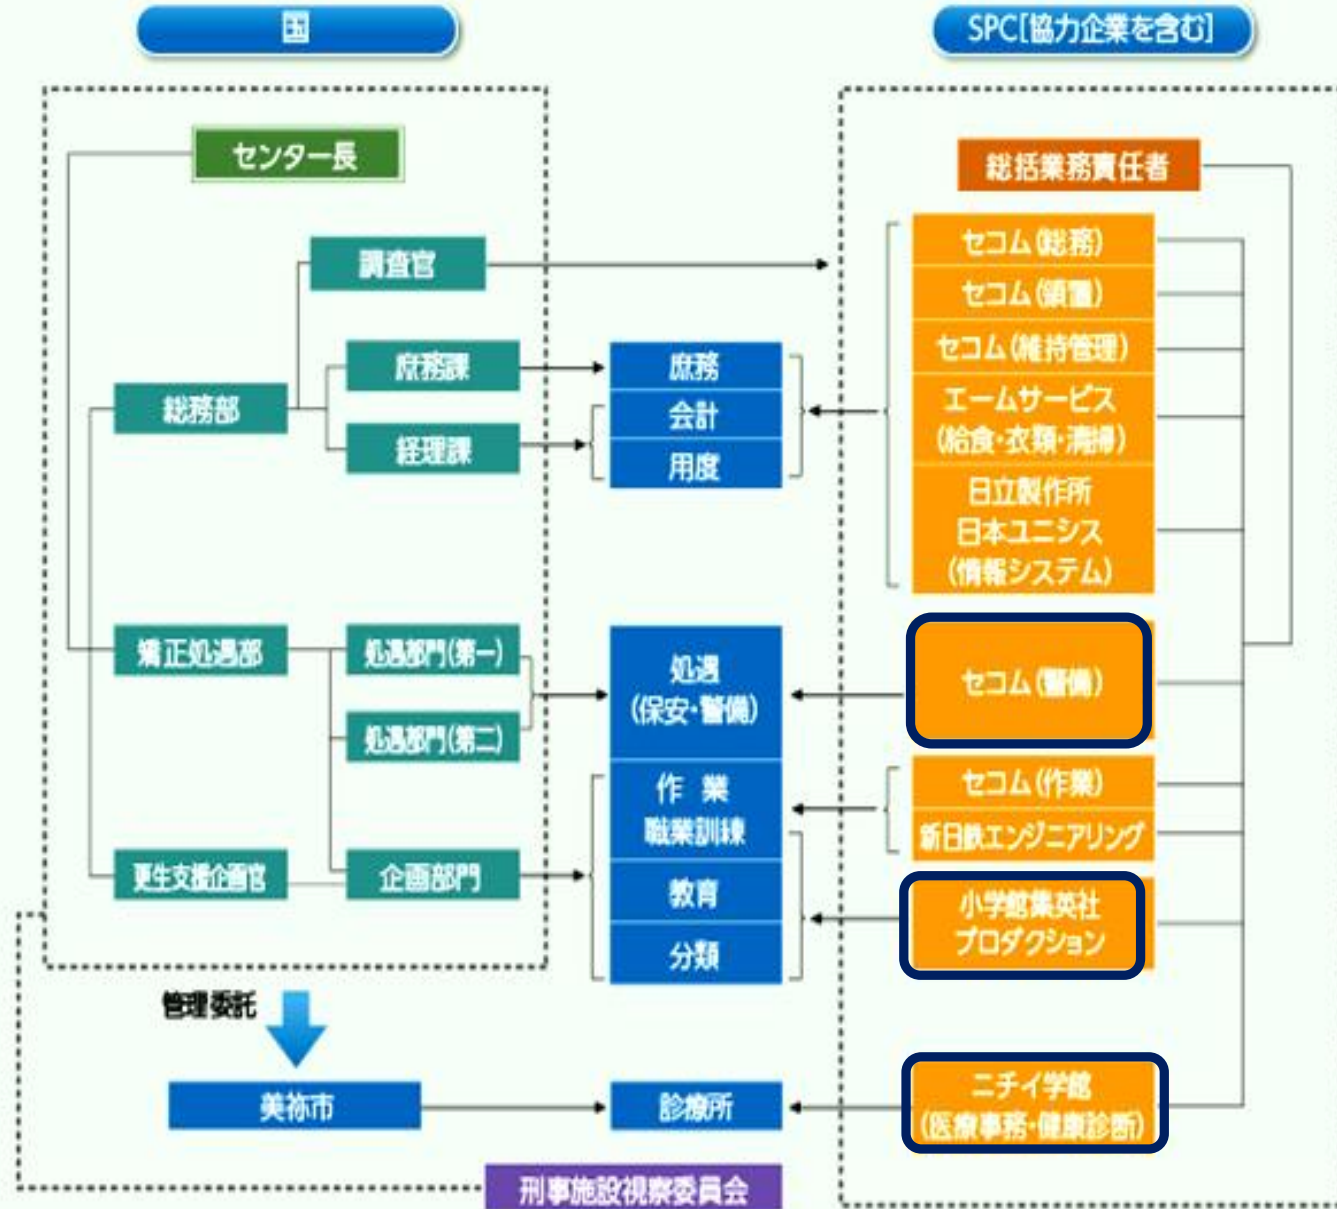 国
SPC[協力企業を含む]
センター長
総括業務責任者
調査官
セコム(総務)
セコム(領置)
セコム(維持管理)
エームサービス
(給食・衣類・清掃)
日立製作所
日本ユニシス
(情報システム)
総務部
庶務課
経理課
庶務
会計
用度
矯正処遇部
処遇部門(第一)
処遇部門(第二)
処遇
(保安・警備)
セコム(警備)
作 業
職業訓練
セコム(作業)
新日鉄エンジニアリング
更生支援企画官
企画部門
教育
分類
小学館集英社
プロダクション
管理委託
美祢市
診療所
ニチイ学館
(医療事務・健康診断)
刑事施設視察委員会